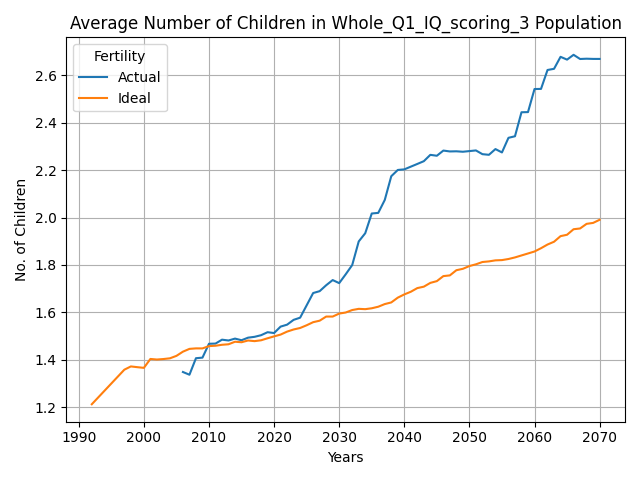 Average Number of Children in Whole_Q1_IQ_scoring_3 Population
Fertility
Actual
Ideal
No. of Children
2.6
2.4
2.2
2.0
1.8
1.6
1.4
1.2
1990 2000 2010 2020 2030 2040 2050 2060 2070
Years